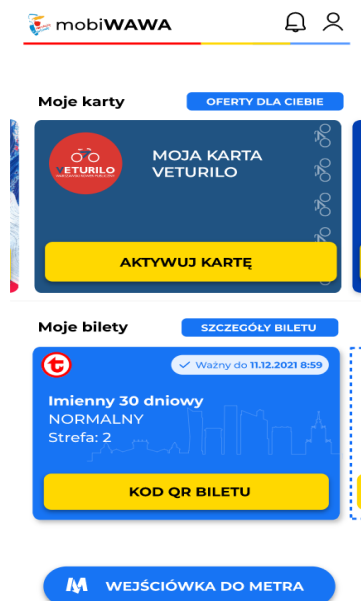 mobiWAWA
Moje karty
OFERTY DLA CIEBIE
VETURILO
MOJA KARTA
VETURILO
AKTYWUJ KARTĘ
Moje bilety
SZCZEGÓŁY BILETU
Ważny do 11.12.2021 8:59
Imienny 30 dniowy
NORMALNY
Strefa: 2
KOD QR BILETU
WEJŚCIÓWKA DO METRA